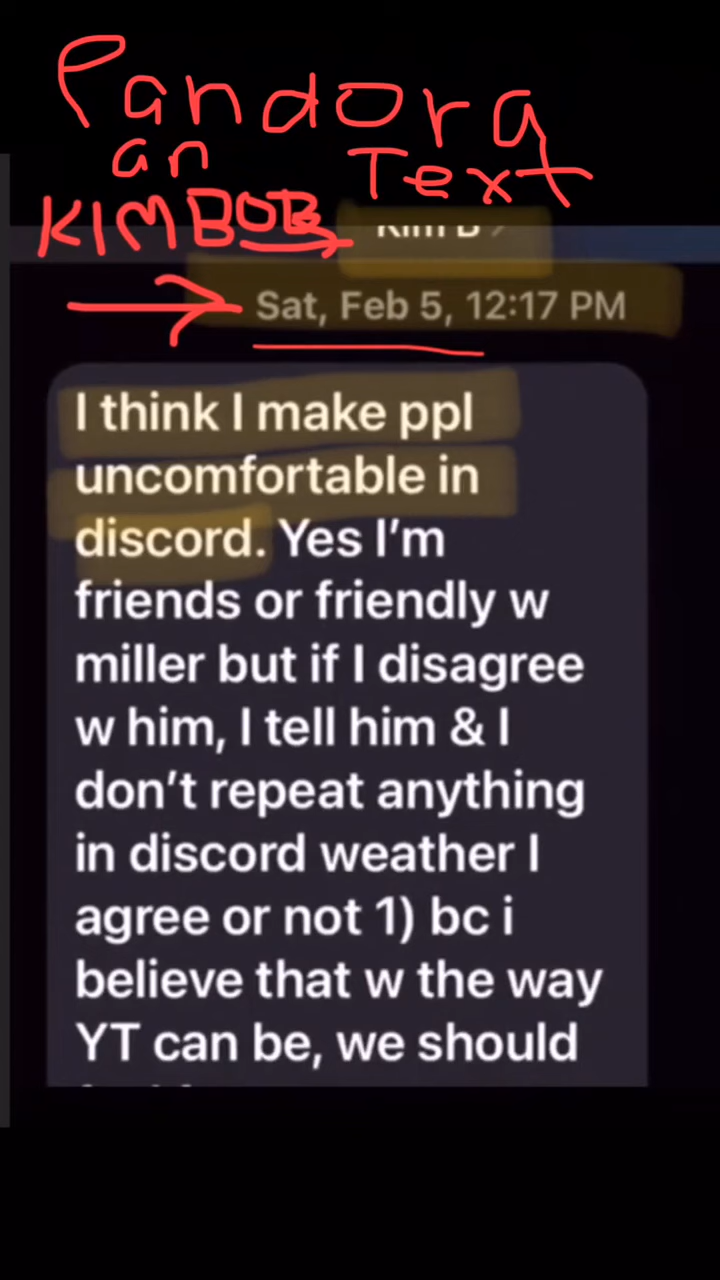 Pandora
an Text
KIMBOB
Kim B
Sat, Feb 5, 12:17 PM
I think I make ppl
uncomfortable in
discord. Yes I'm
friends or friendly w
miller but if I disagree
w him, I tell him & I
don't repeat anything
in discord weather I
agree or not 1) bc i
believe that w the way
YT can be, we should